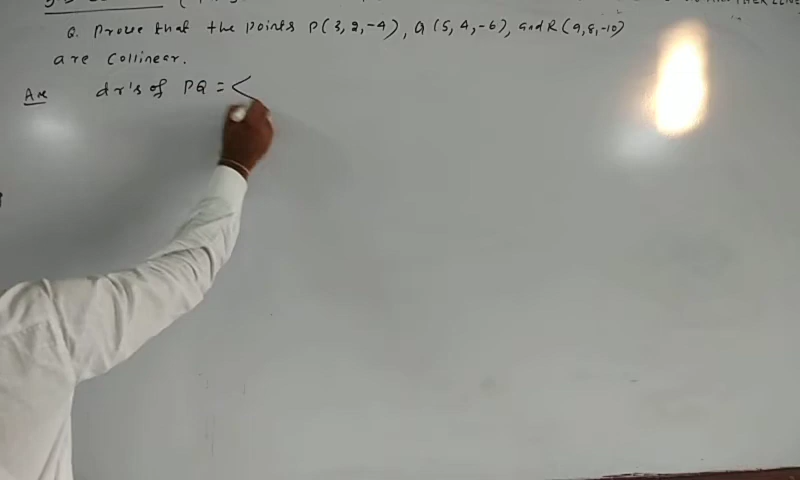 Q. Prove that the points P(3, 2, -4), Q(5, 4, -6), and R(9, 8, -10)
are collinear.
Ans dr's of PQ = <